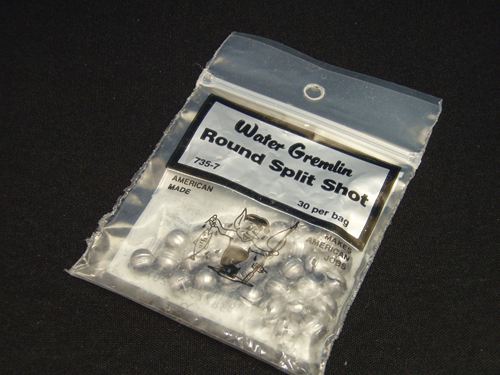 Water Gremlin
Round Split Shot
735-7
30 per bag
AMERICAN
MADE
MAKES
AMERICAN
JOBS